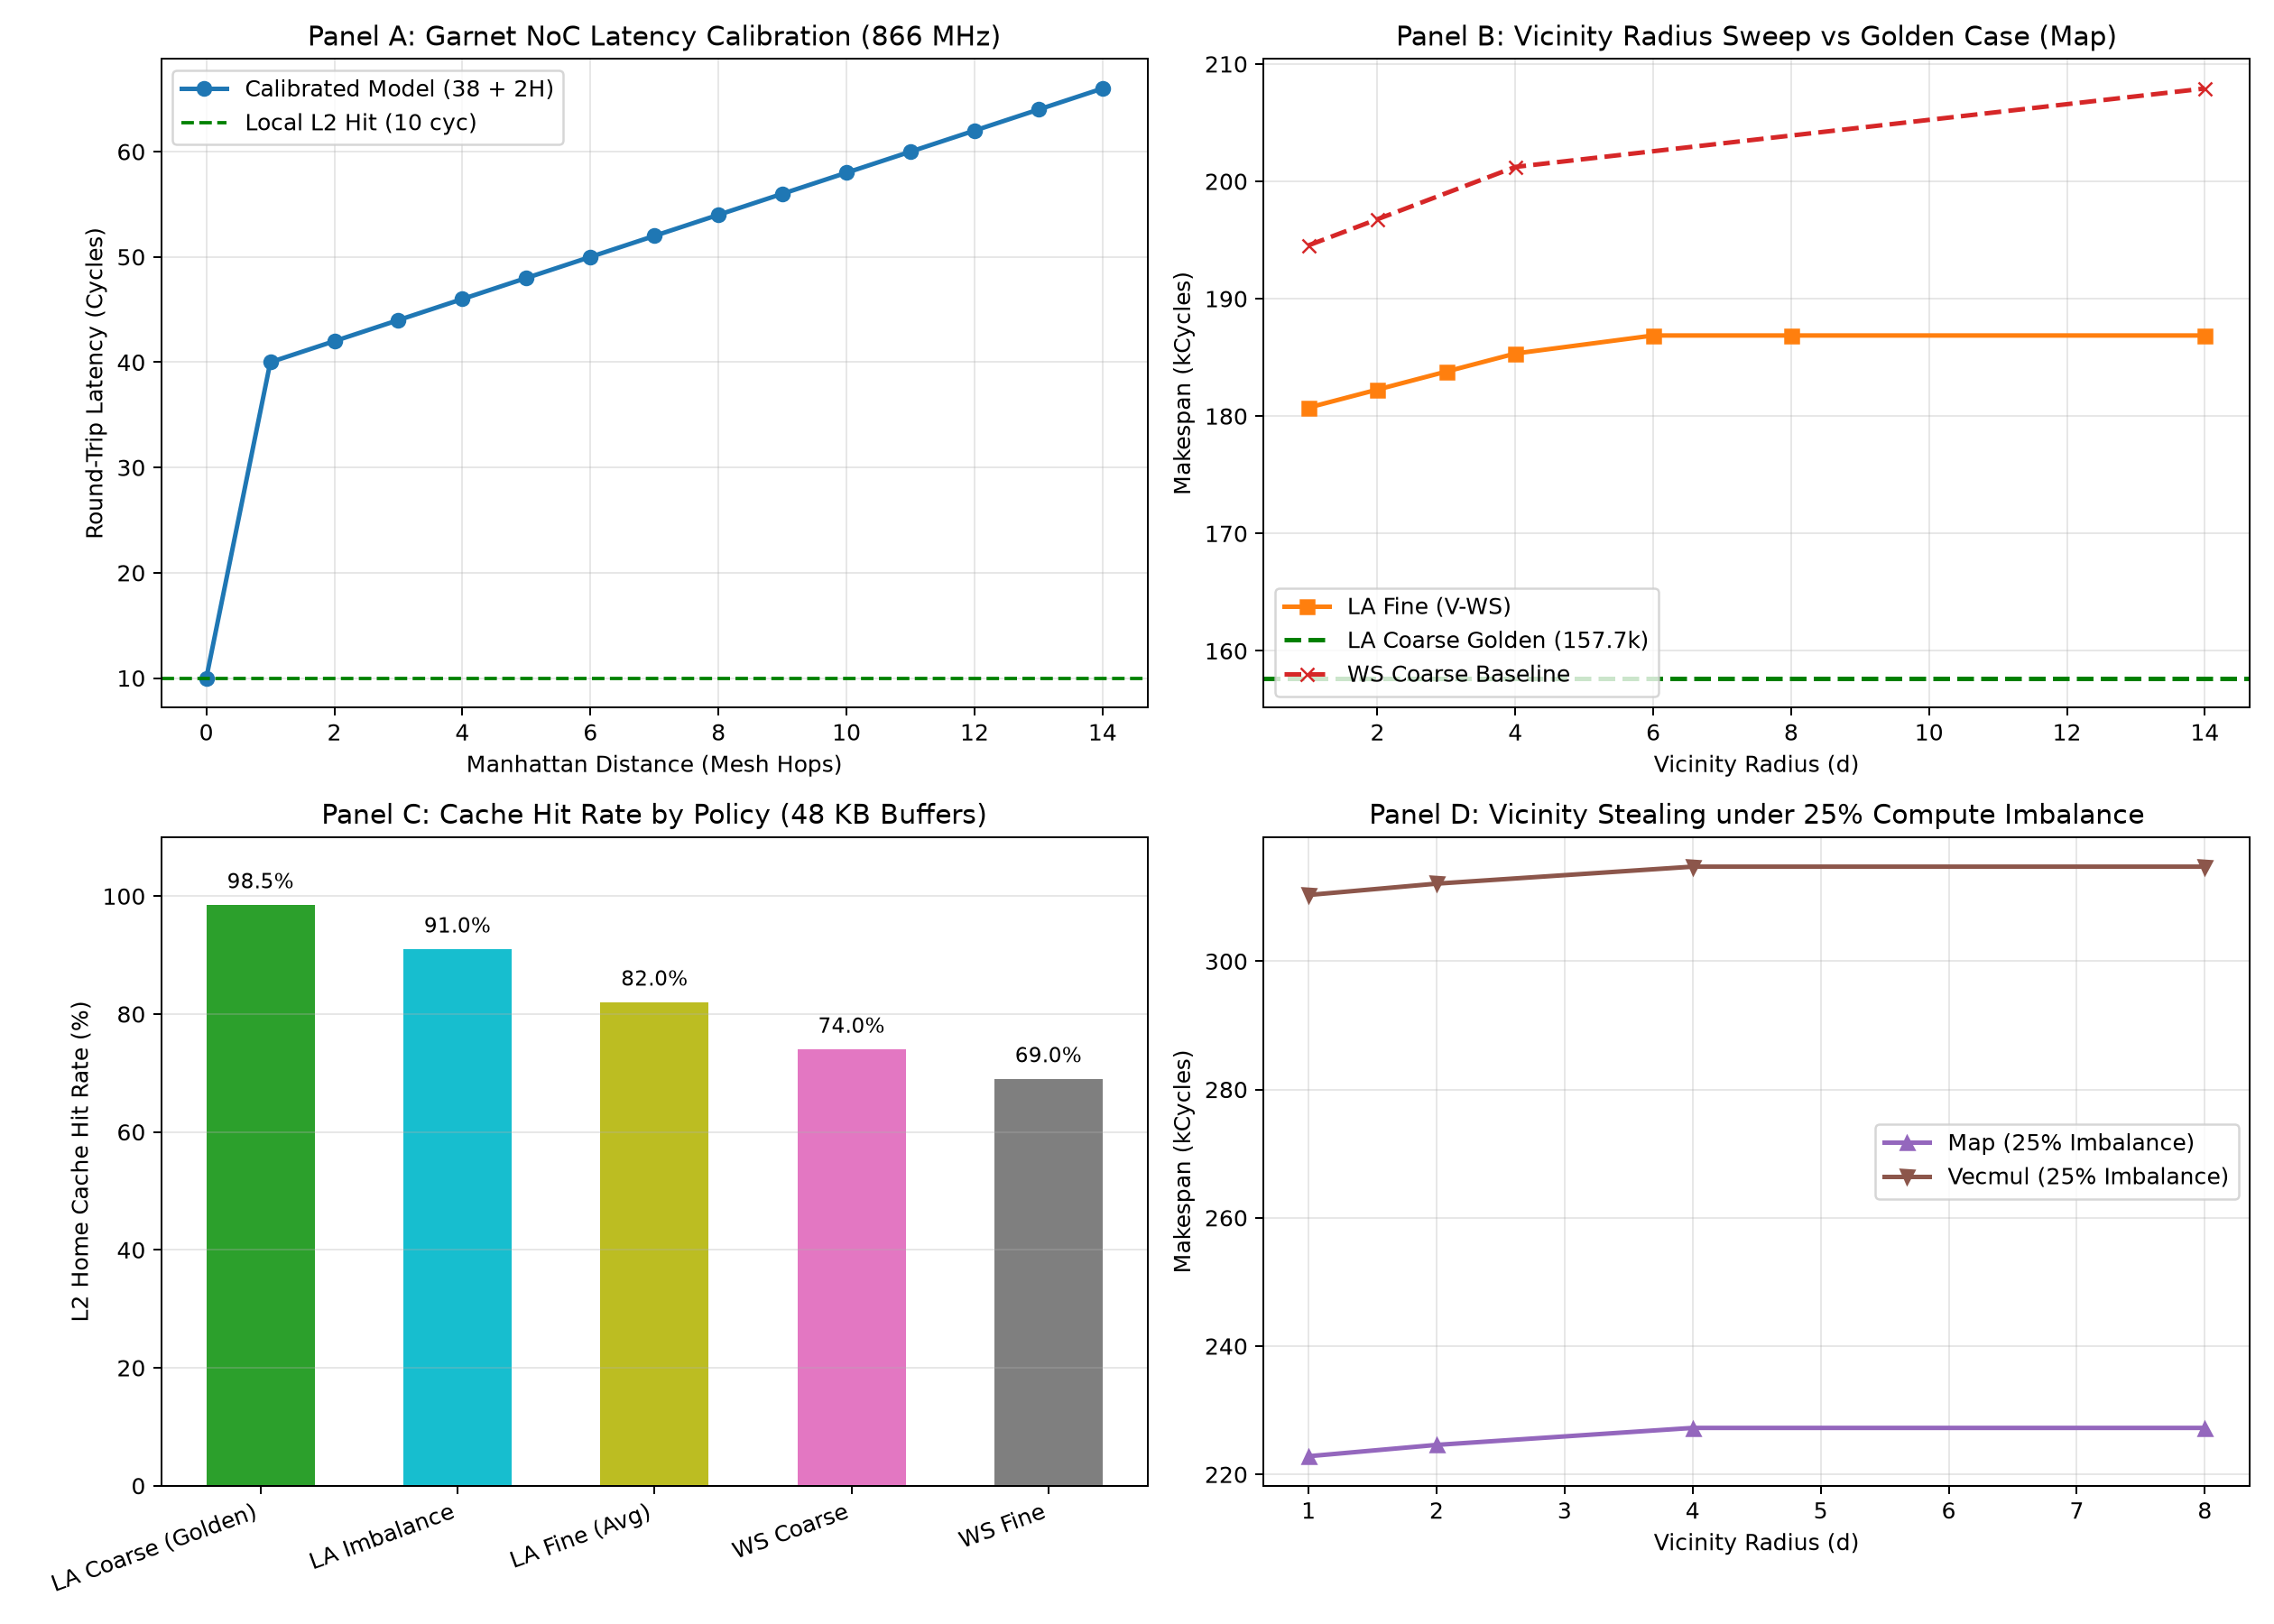 Panel A: Garnet NoC Latency Calibration (866 MHz)
Calibrated Model (38 + 2H)
Local L2 Hit (10 cyc)
Round-Trip Latency (Cycles)
60
50
40
30
20
10
0 2 4 6 8 10 12 14
Manhattan Distance (Mesh Hops)
Panel B: Vicinity Radius Sweep vs Golden Case (Map)
Makespan (kCycles)
210
200
190
180
170
160
LA Fine (V-WS)
LA Coarse Golden (157.7k)
WS Coarse Baseline
2 4 6 8 10 12 14
Vicinity Radius (d)
Panel C: Cache Hit Rate by Policy (48 KB Buffers)
L2 Home Cache Hit Rate (%)
100
80
60
40
20
0
98.5%
91.0%
82.0%
74.0%
69.0%
LA Coarse (Golden)
LA Imbalance
LA Fine (Avg)
WS Coarse
WS Fine
Panel D: Vicinity Stealing under 25% Compute Imbalance
Makespan (kCycles)
300
280
260
240
220
Map (25% Imbalance)
Vecmul (25% Imbalance)
1 2 3 4 5 6 7 8
Vicinity Radius (d)